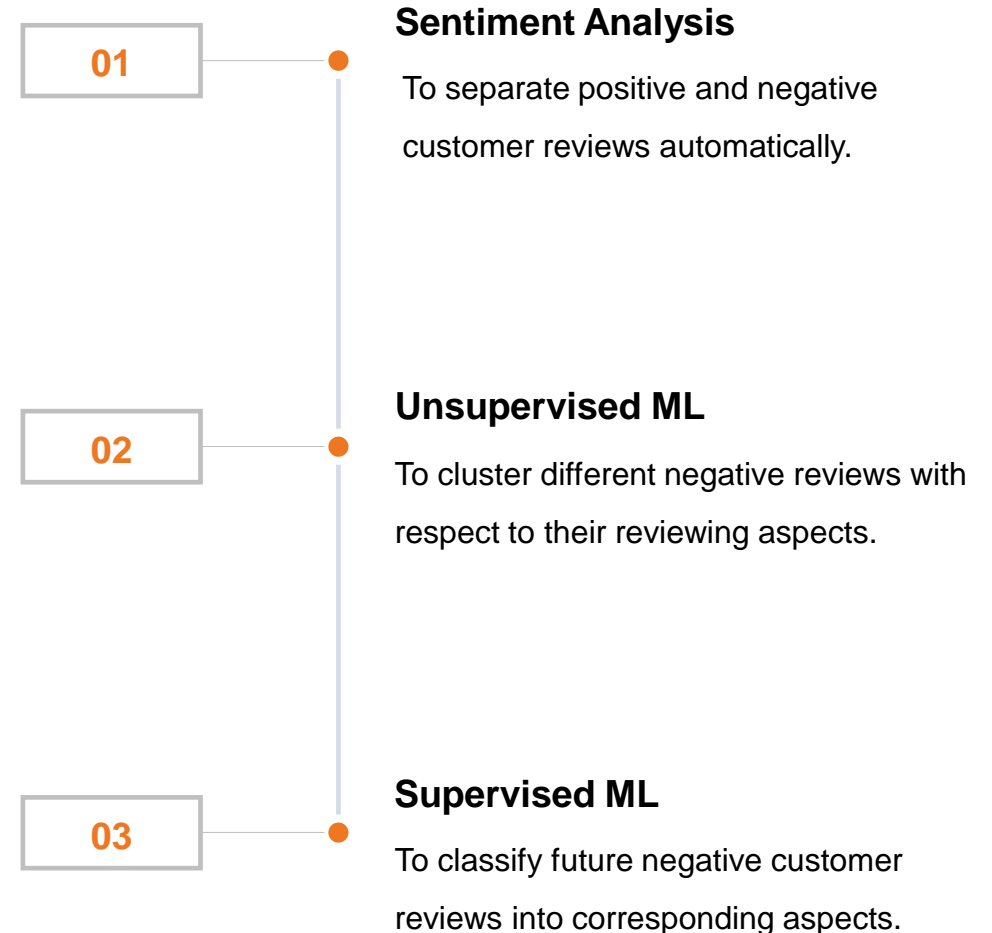 Sentiment Analysis
01
To separate positive and negative
customer reviews automatically.
Unsupervised ML
02
To cluster different negative reviews with
respect to their reviewing aspects.
Supervised ML
03
To classify future negative customer
reviews into corresponding aspects.